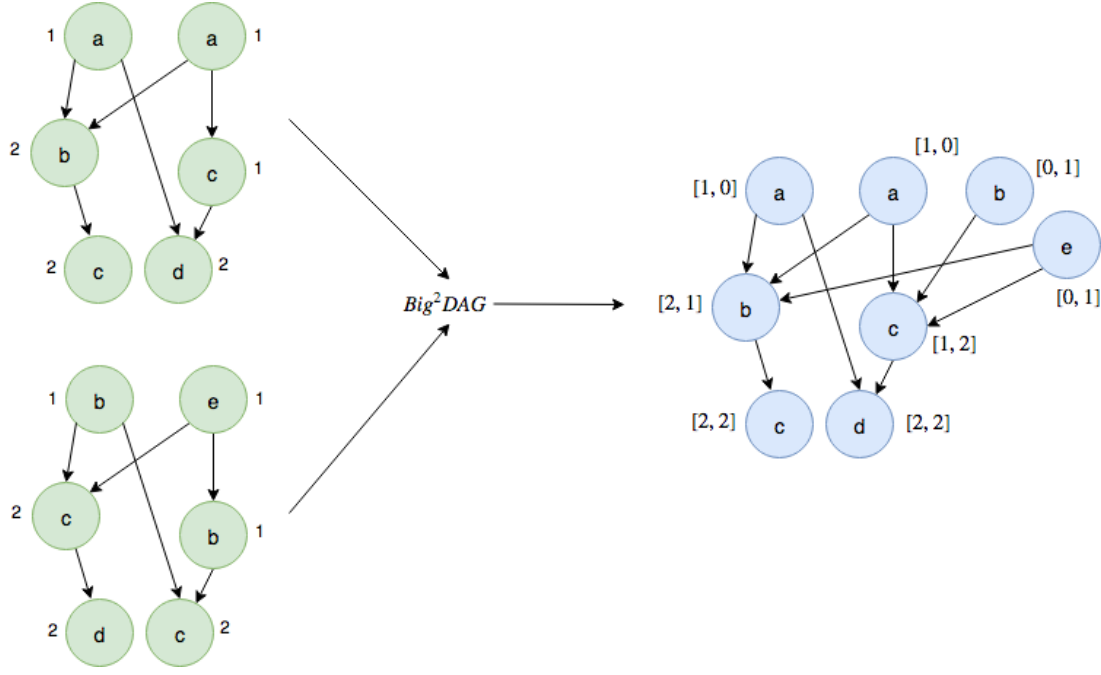 1 a a 1
2 b c 1
2 c d 2
1 b e 1
2 c b 1
2 d c 2
Big²DAG
[1, 0] a [1, 0] a [0, 1] b
e [0, 1]
[2, 1] b c [1, 2]
[2, 2] c d [2, 2]